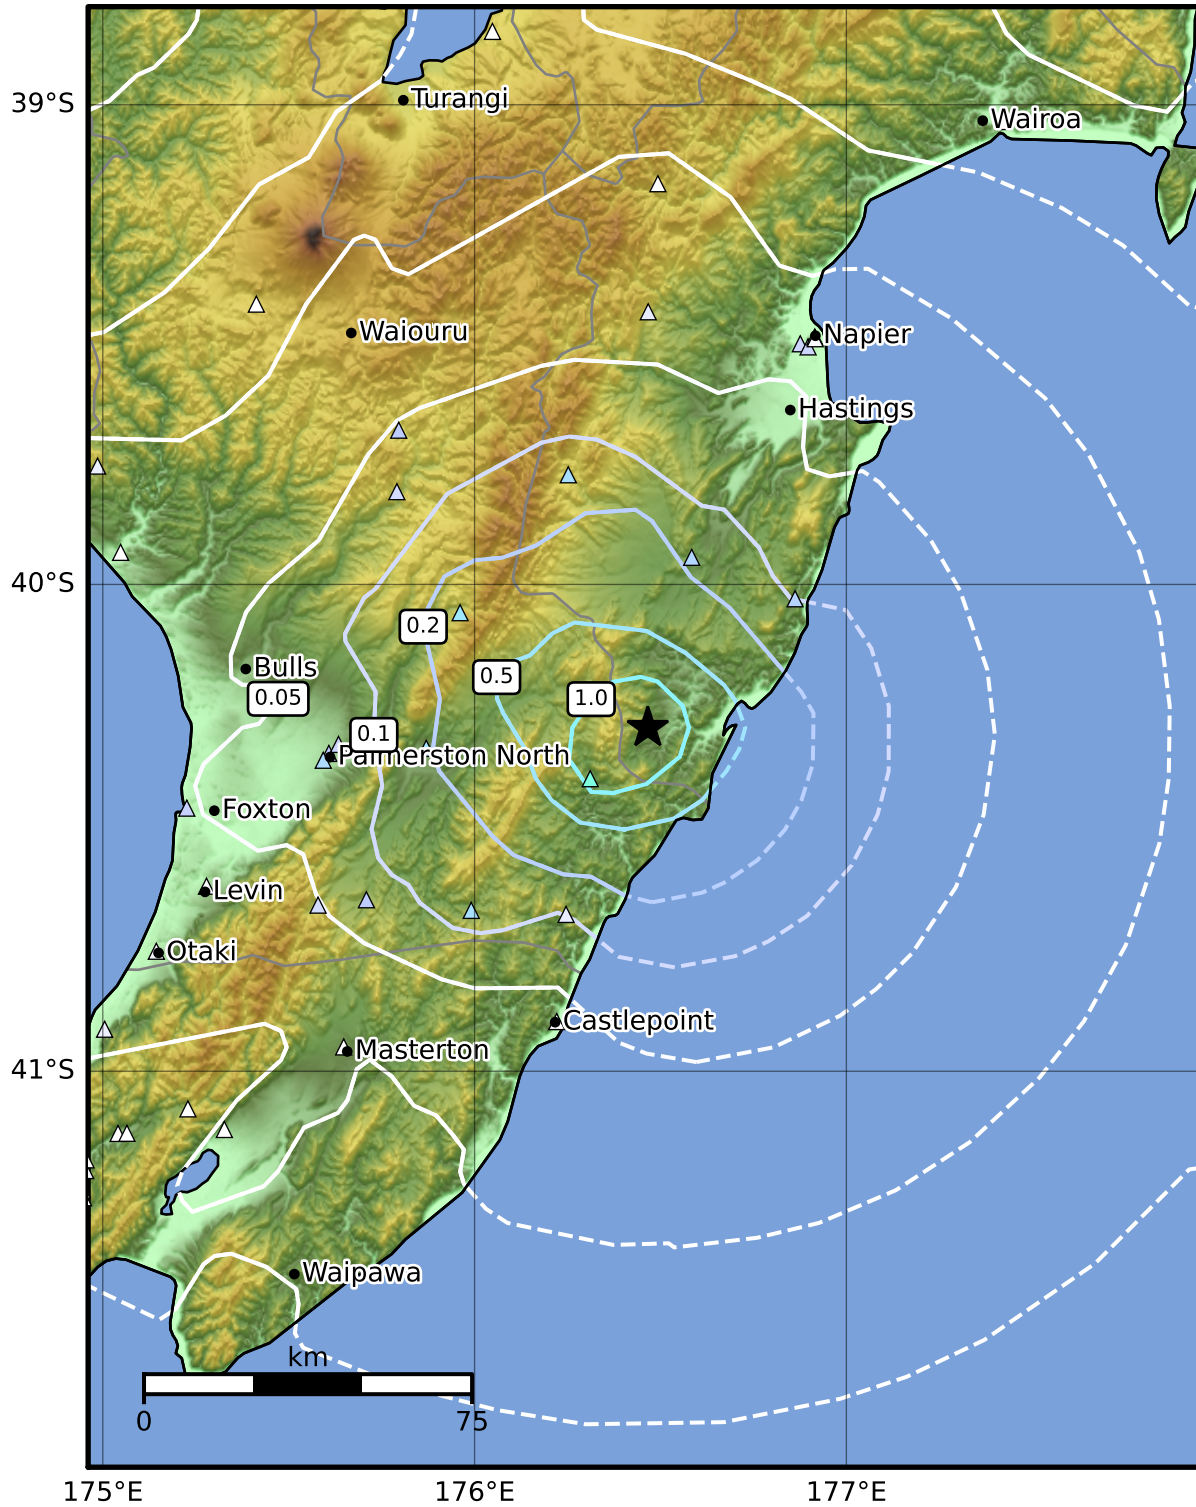 Turangi
39°S
Wairoa
Waiouru
Napier
Hastings
40°S
0.2
Bulls
0.5
0.05
1.0
0.1
Palmerston North
Foxton
Levin
Otaki
Castlepoint
Masterton
41°S
Waipawa
km
0
75
175°E
176°E
177°E